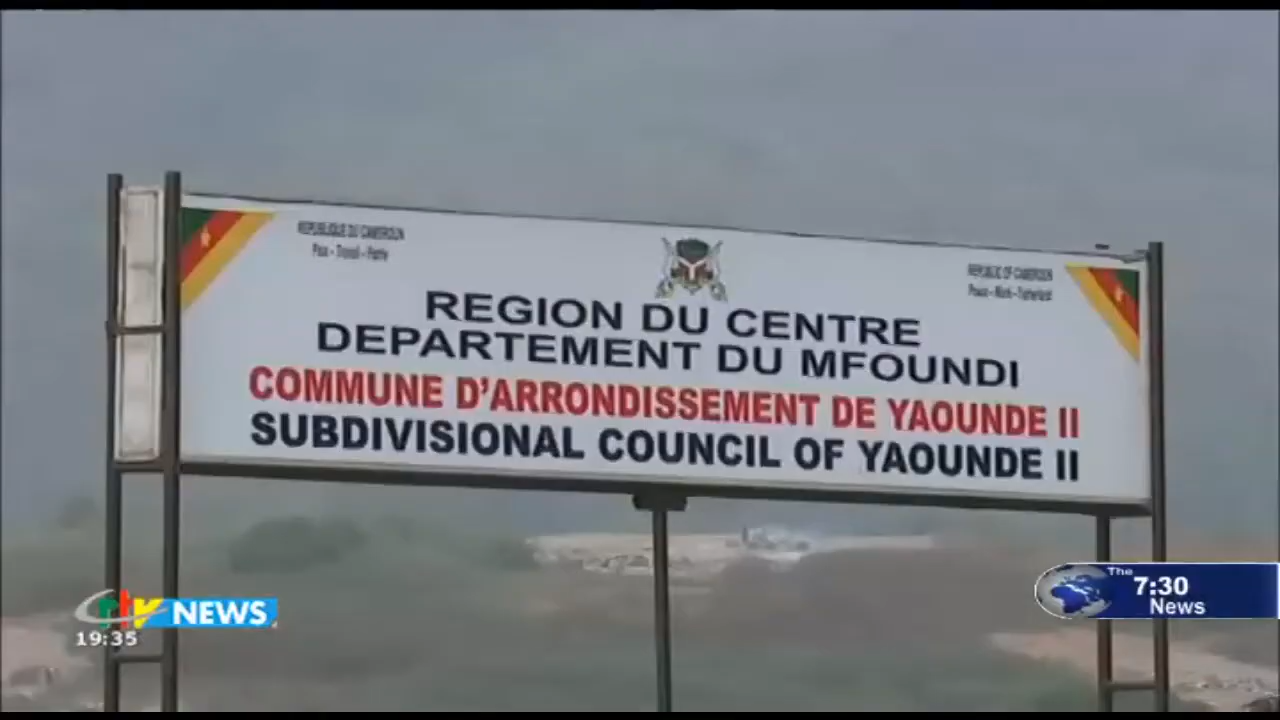 REPUBLIQUE DU CAMEROUN
Paix - Travail - Patrie
REPUBLIC OF CAMEROON
Peace - Work - Fatherland
REGION DU CENTRE
DEPARTEMENT DU MFOUNDI
COMMUNE D'ARRONDISSEMENT DE YAOUNDE II
SUBDIVISIONAL COUNCIL OF YAOUNDE II
crtv NEWS
19:35
The
7:30
News